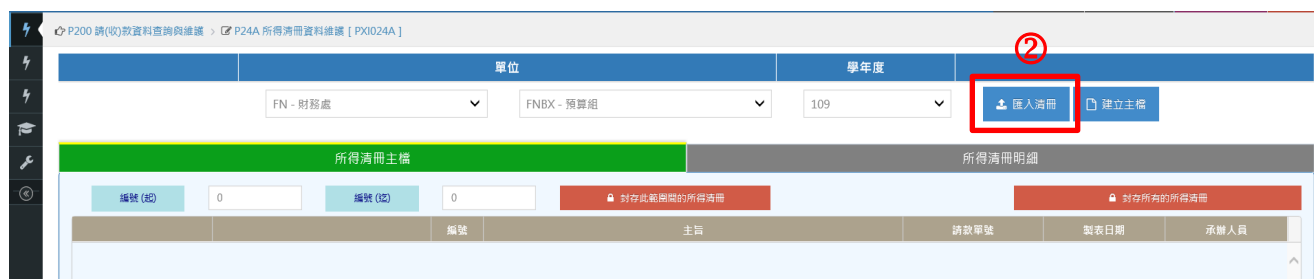 P200 請(收)款資料查詢與維護 > P24A 所得清冊資料維護 [ PXI024A ]
②
單位 學年度
FN - 財務處 FNBX - 預算組 109 匯入清冊 建立主檔
所得清冊主檔 所得清冊明細
編號 (起) 0 編號 (迄) 0 封存此範圍間的所得清冊 封存所有的所得清冊
編號 主旨 請款單號 製表日期 承辦人員